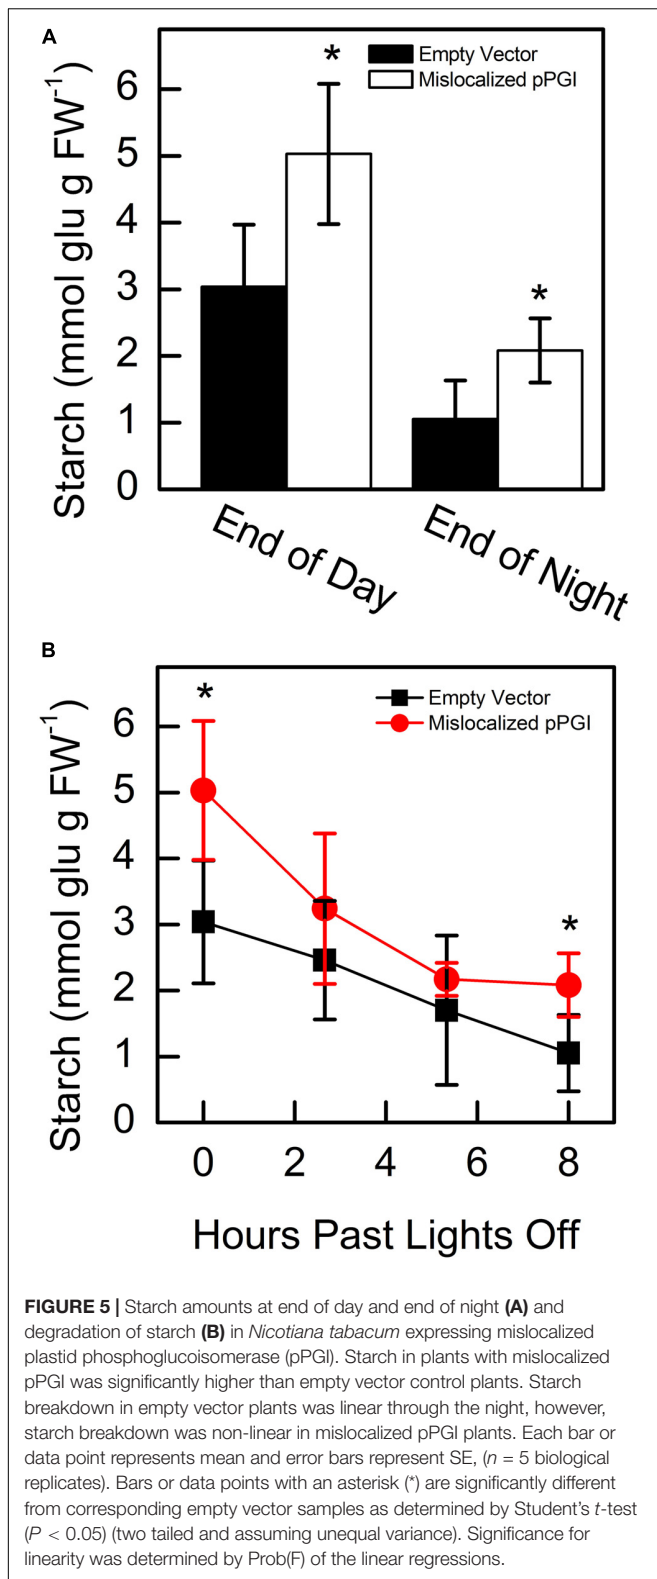 A
*
Empty Vector
Mislocalized pPGI
Starch (mmol glu g FW⁻¹)
6
5
4
3
2
1
0
*
End of Day
End of Night
B
*
Empty Vector
Mislocalized pPGI
Starch (mmol glu g FW⁻¹)
6
5
4
3
2
1
0
*
0 2 4 6 8
Hours Past Lights Off
FIGURE 5 | Starch amounts at end of day and end of night (A) and
degradation of starch (B) in Nicotiana tabacum expressing mislocalized
plastid phosphoglucoisomerase (pPGI). Starch in plants with mislocalized
pPGI was significantly higher than empty vector control plants. Starch
breakdown in empty vector plants was linear through the night, however,
starch breakdown was non-linear in mislocalized pPGI plants. Each bar or
data point represents mean and error bars represent SE, (n = 5 biological
replicates). Bars or data points with an asterisk (*) are significantly different
from corresponding empty vector samples as determined by Student's t-test
(P < 0.05) (two tailed and assuming unequal variance). Significance for
linearity was determined by Prob(F) of the linear regressions.